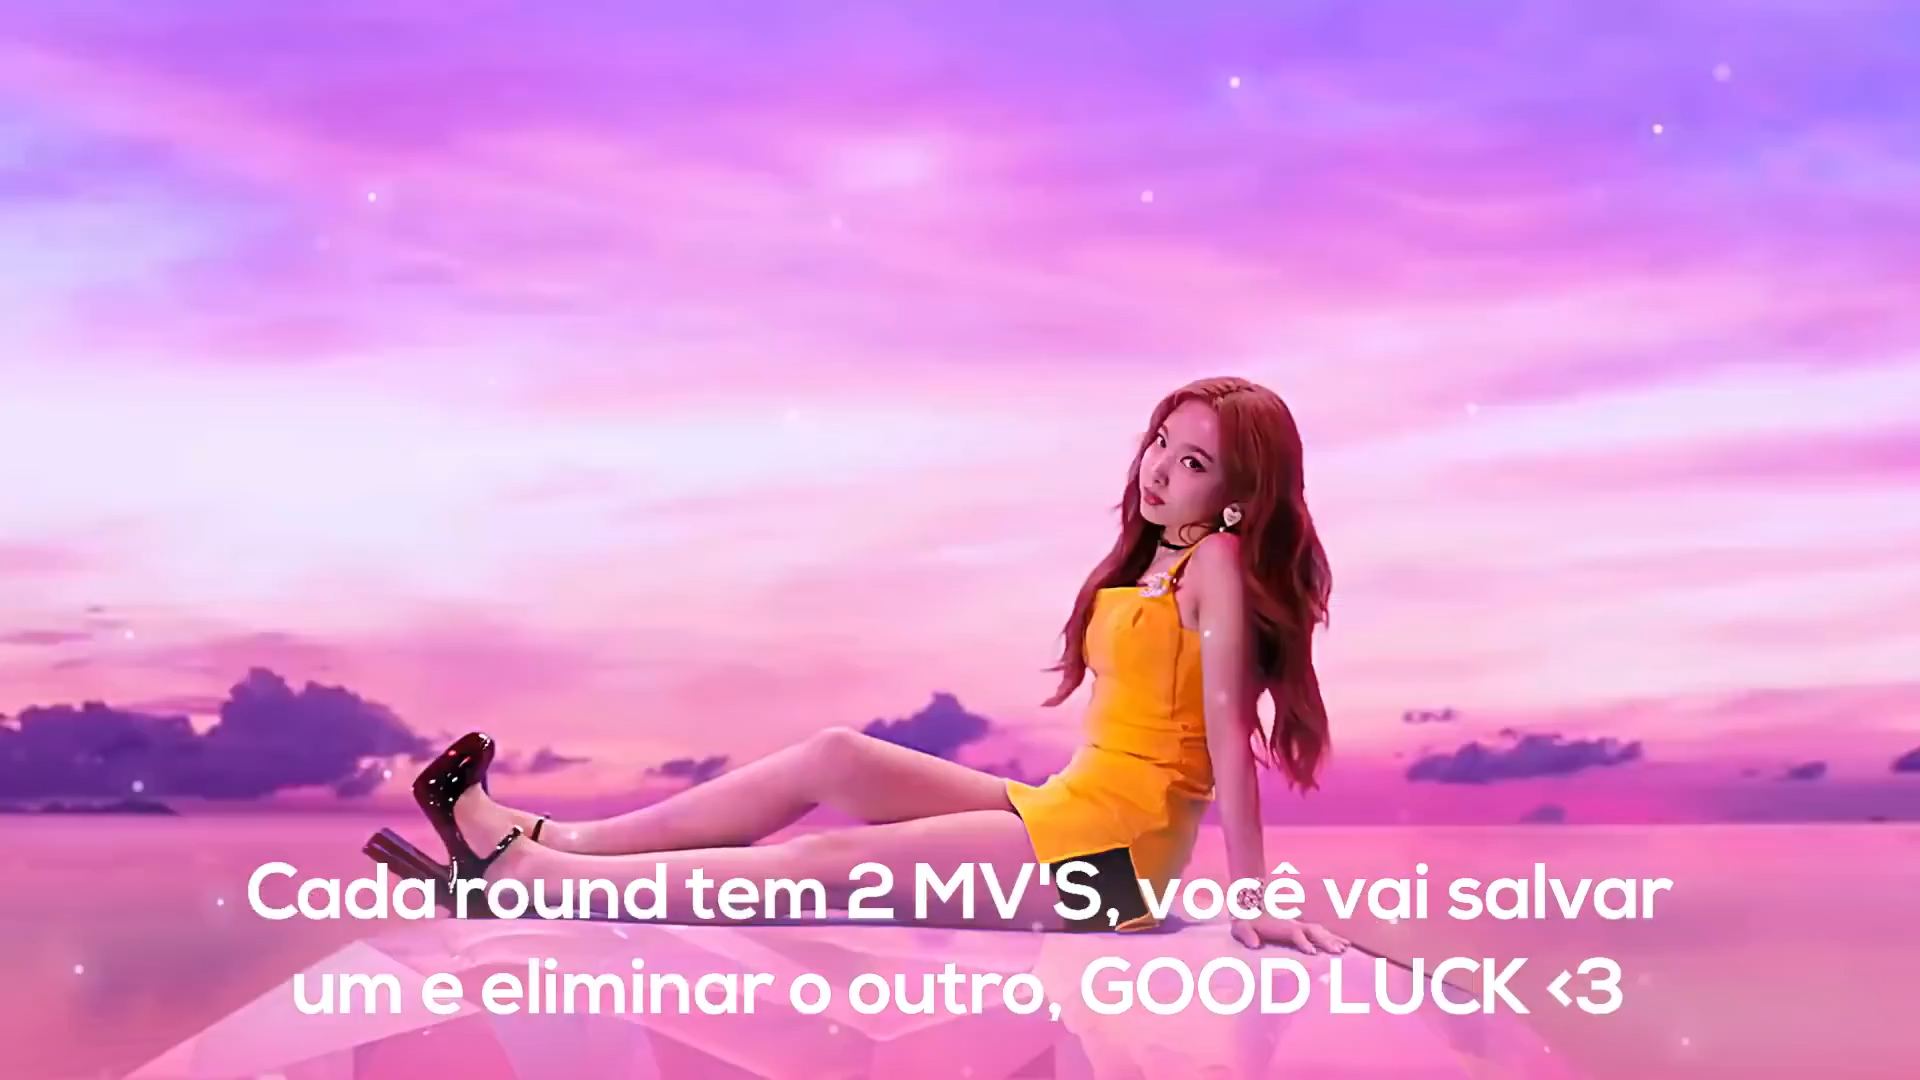 Cada round tem 2 MV'S, você vai salvar
um e eliminar o outro, GOOD LUCK <3